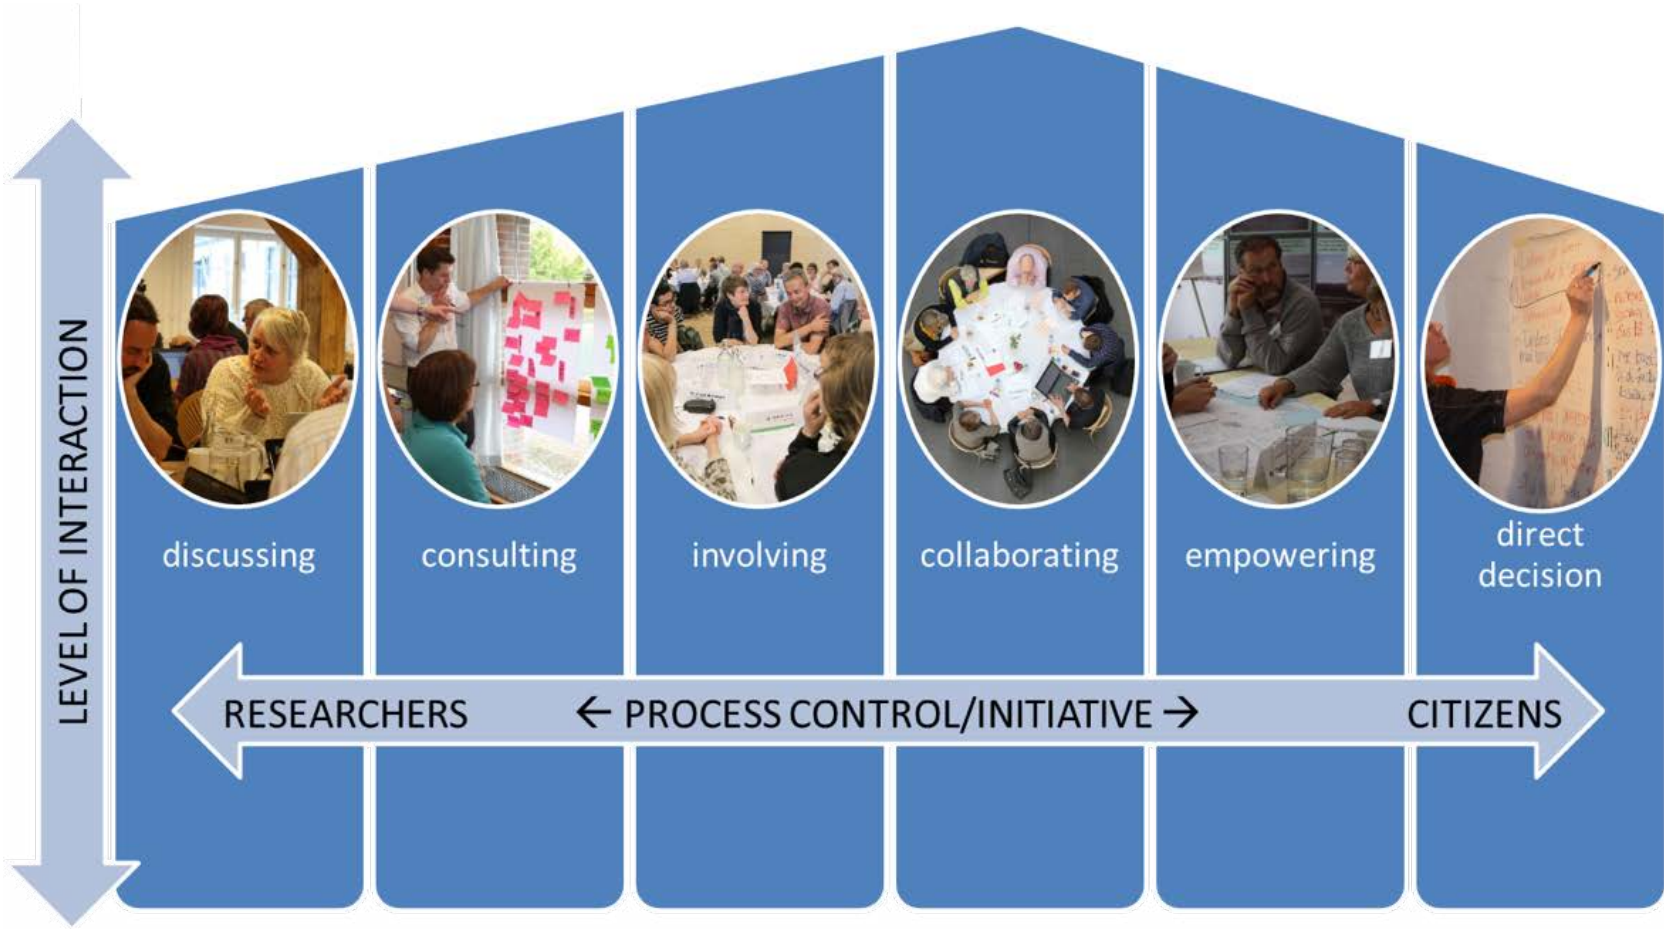 LEVEL OF INTERACTION
discussing
consulting
involving
collaborating
empowering
direct
decision
RESEARCHERS
← PROCESS CONTROL/INITIATIVE →
CITIZENS